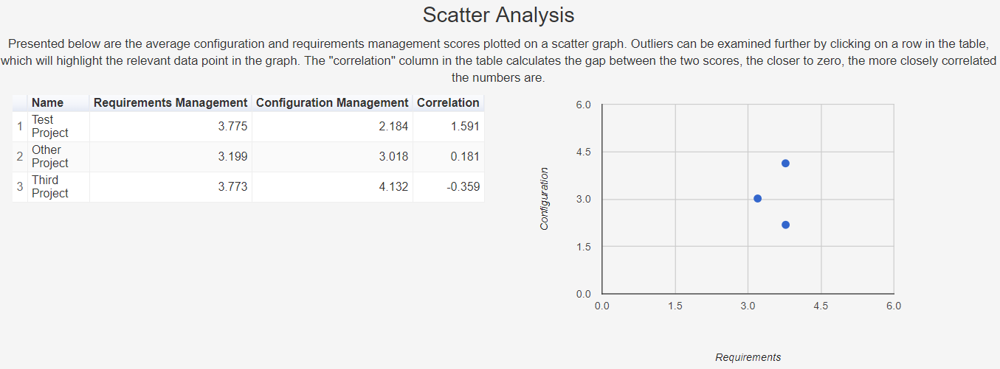 Scatter Analysis
Presented below are the average configuration and requirements management scores plotted on a scatter graph. Outliers can be examined further by clicking on a row in the table,
which will highlight the relevant data point in the graph. The "correlation" column in the table calculates the gap between the two scores, the closer to zero, the more closely correlated
the numbers are.
Name Requirements Management Configuration Management Correlation
1 Test Project 3.775 2.184 1.591
2 Other Project 3.199 3.018 0.181
3 Third Project 3.773 4.132 -0.359
6.0
4.5
3.0
1.5
0.0
Configuration
0.0 1.5 3.0 4.5 6.0
Requirements